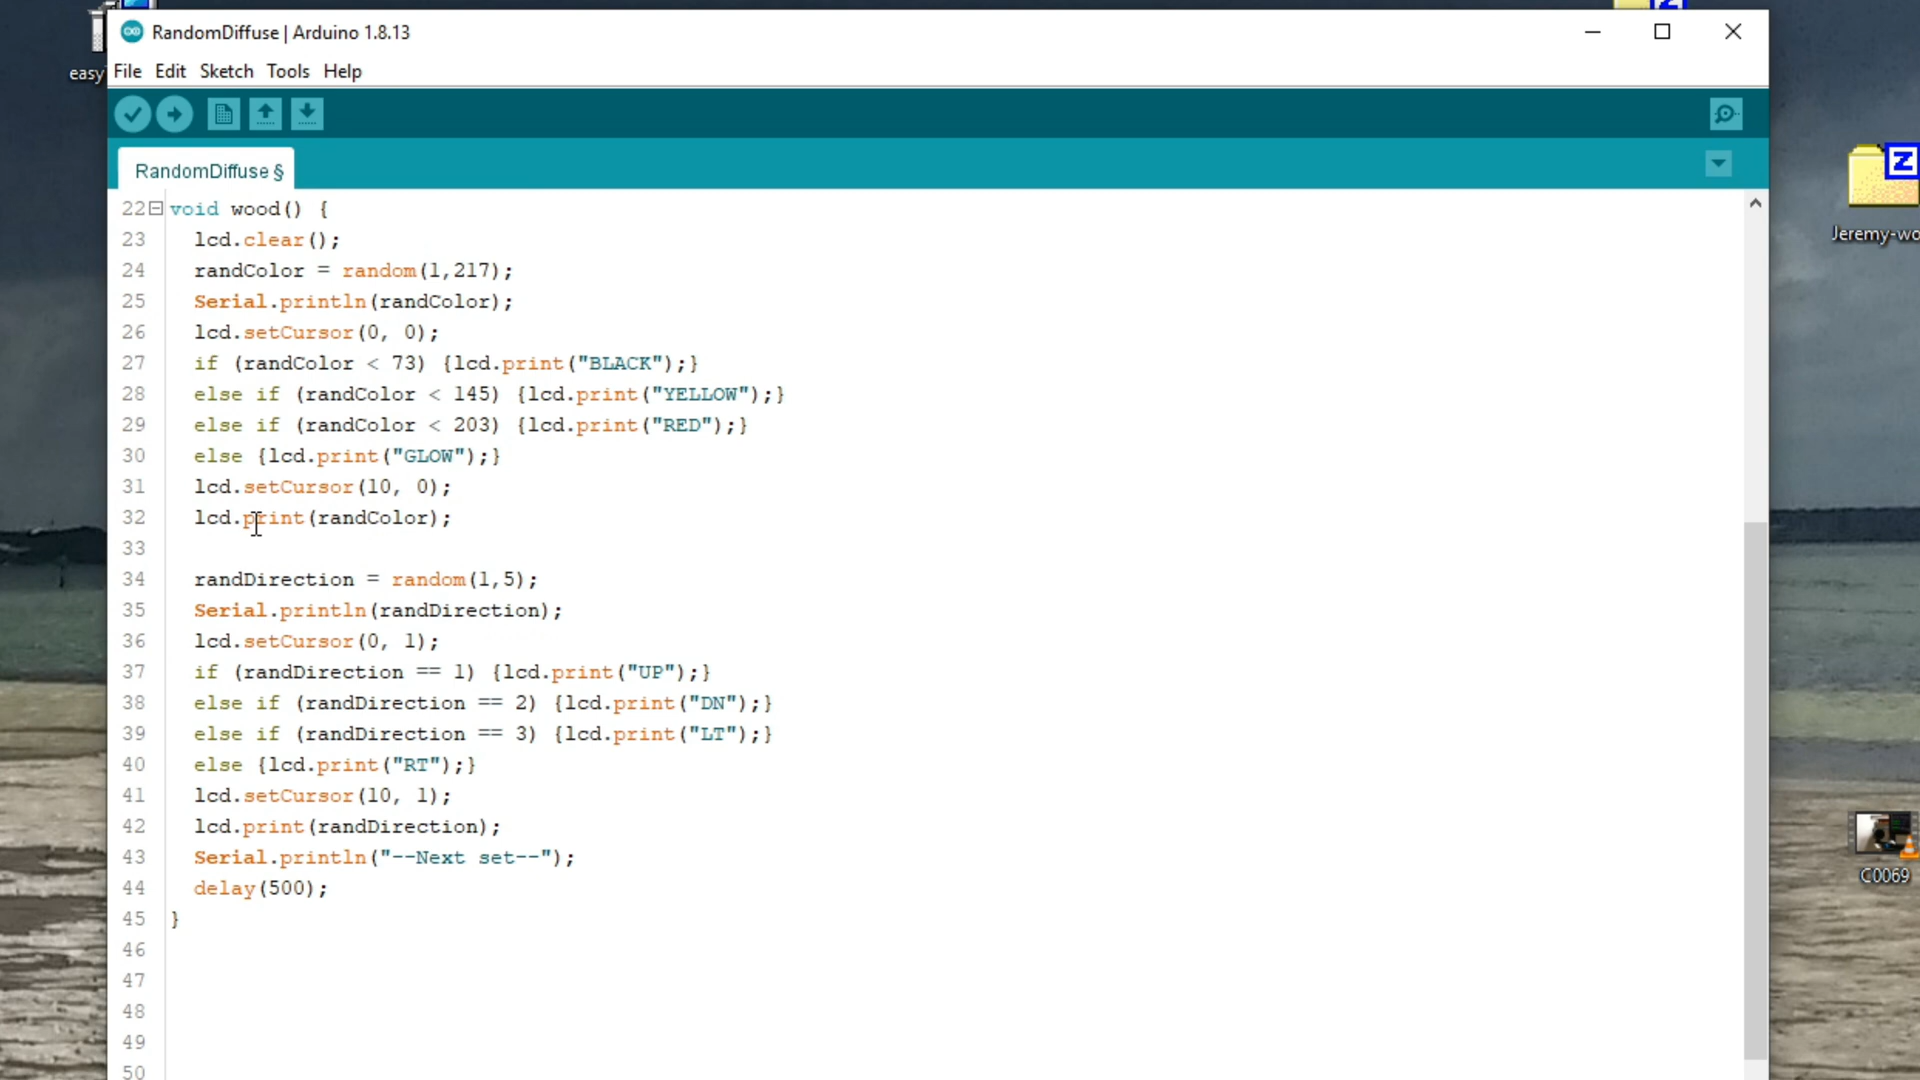 easy
RandomDiffuse | Arduino 1.8.13
File Edit Sketch Tools Help
RandomDiffuse §
22 void wood() {
23 lcd.clear();
24 randColor = random(1,217);
25 Serial.println(randColor);
26 lcd.setCursor(0, 0);
27 if (randColor < 73) {lcd.print("BLACK");}
28 else if (randColor < 145) {lcd.print("YELLOW");}
29 else if (randColor < 203) {lcd.print("RED");}
30 else {lcd.print("GLOW");}
31 lcd.setCursor(10, 0);
32 lcd.print(randColor);
33
34 randDirection = random(1,5);
35 Serial.println(randDirection);
36 lcd.setCursor(0, 1);
37 if (randDirection == 1) {lcd.print("UP");}
38 else if (randDirection == 2) {lcd.print("DN");}
39 else if (randDirection == 3) {lcd.print("LT");}
40 else {lcd.print("RT");}
41 lcd.setCursor(10, 1);
42 lcd.print(randDirection);
43 Serial.println("--Next set--");
44 delay(500);
45 }
46
47
48
49
50
Z
Jeremy-wo
C0069